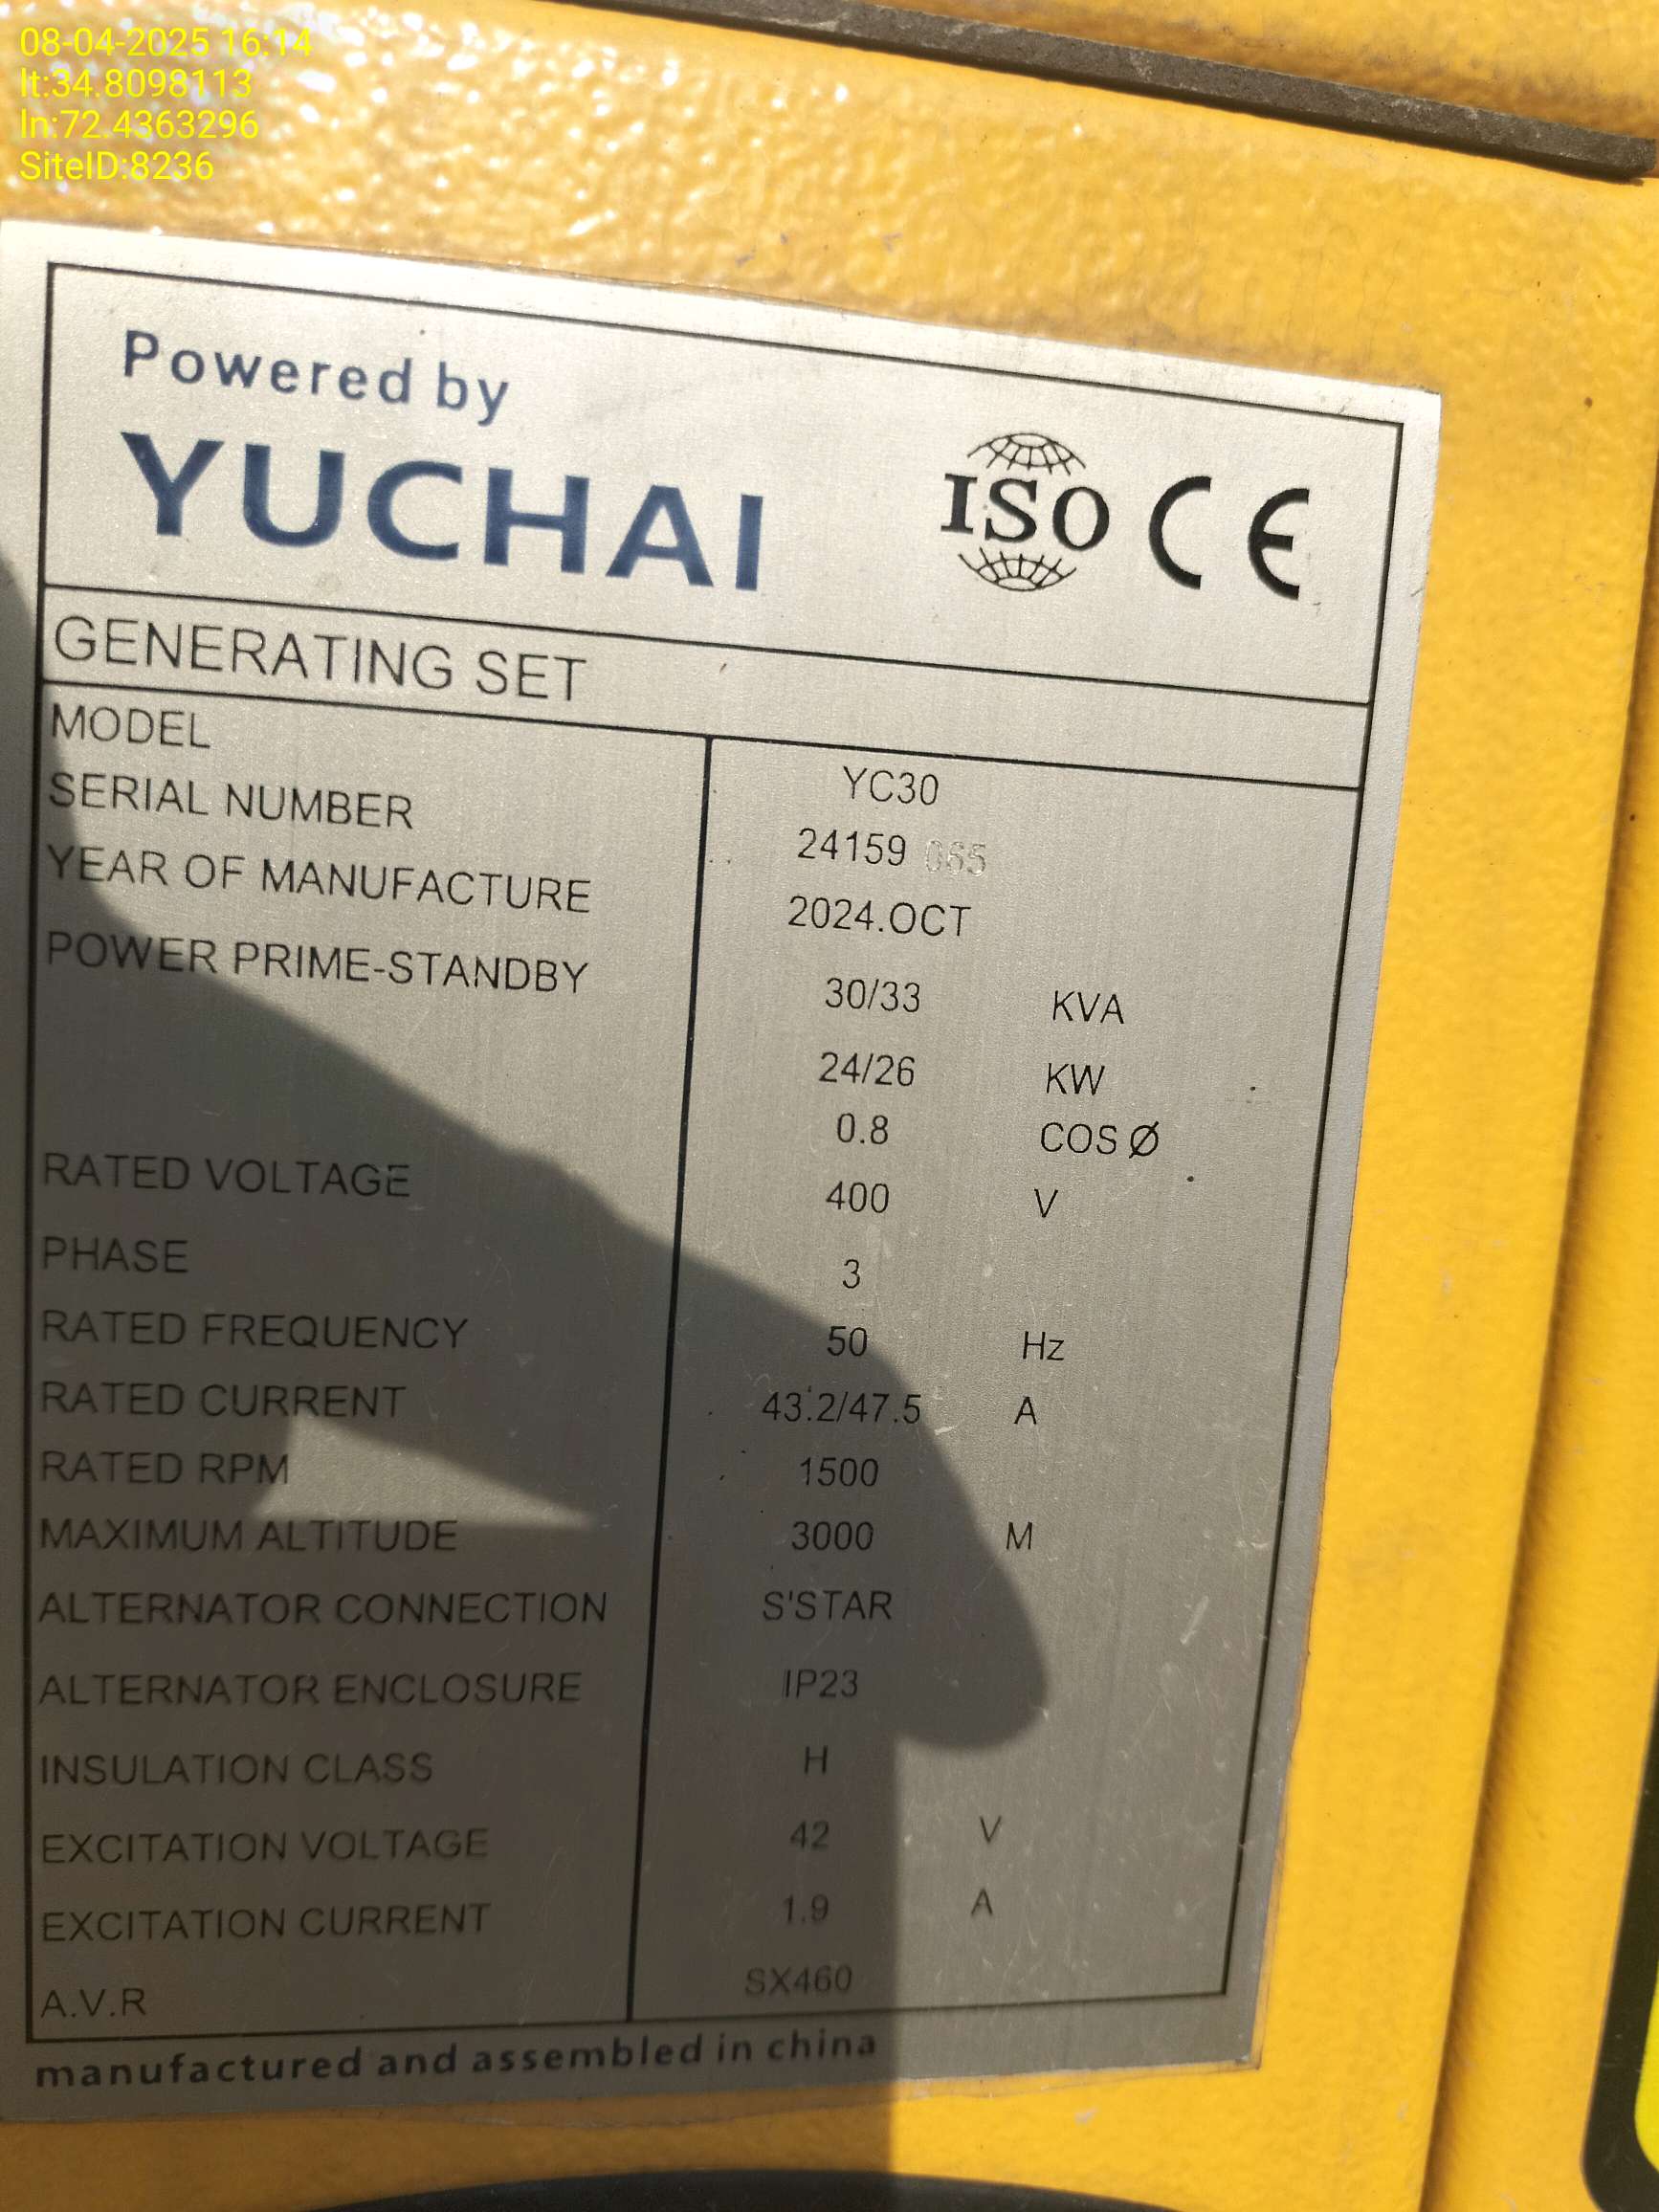 08-04-2025 16:14
lt:34.8098113
ln:72.4363296
SiteID:8236
Powered by
YUCHAI
ISO CE
GENERATING SET
MODEL YC30
SERIAL NUMBER 24159 065
YEAR OF MANUFACTURE 2024.OCT
POWER PRIME-STANDBY 30/33 KVA
24/26 KW
0.8 COS Ø
RATED VOLTAGE 400 V
PHASE 3
RATED FREQUENCY 50 Hz
RATED CURRENT 43.2/47.5 A
RATED RPM 1500
MAXIMUM ALTITUDE 3000 M
ALTERNATOR CONNECTION S'STAR
ALTERNATOR ENCLOSURE IP23
INSULATION CLASS H
EXCITATION VOLTAGE 42 V
EXCITATION CURRENT 1.9 A
A.V.R SX460
manufactured and assembled in china